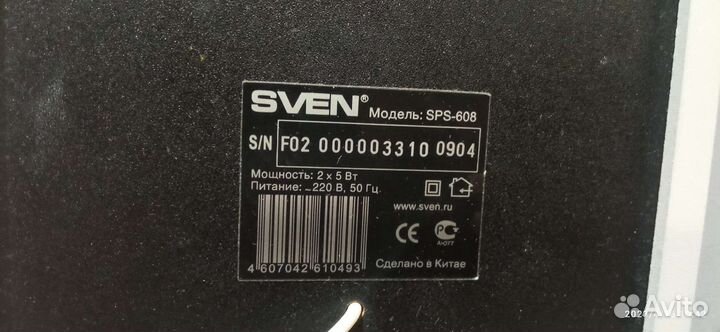 SVEN®
Модель: SPS-608
S/N F02 000003310 0904
Мощность: 2 x 5 Вт
Питание: ~220 В, 50 Гц
www.sven.ru
CE
РС
4 607042 610493
Сделано в Китае
Avito